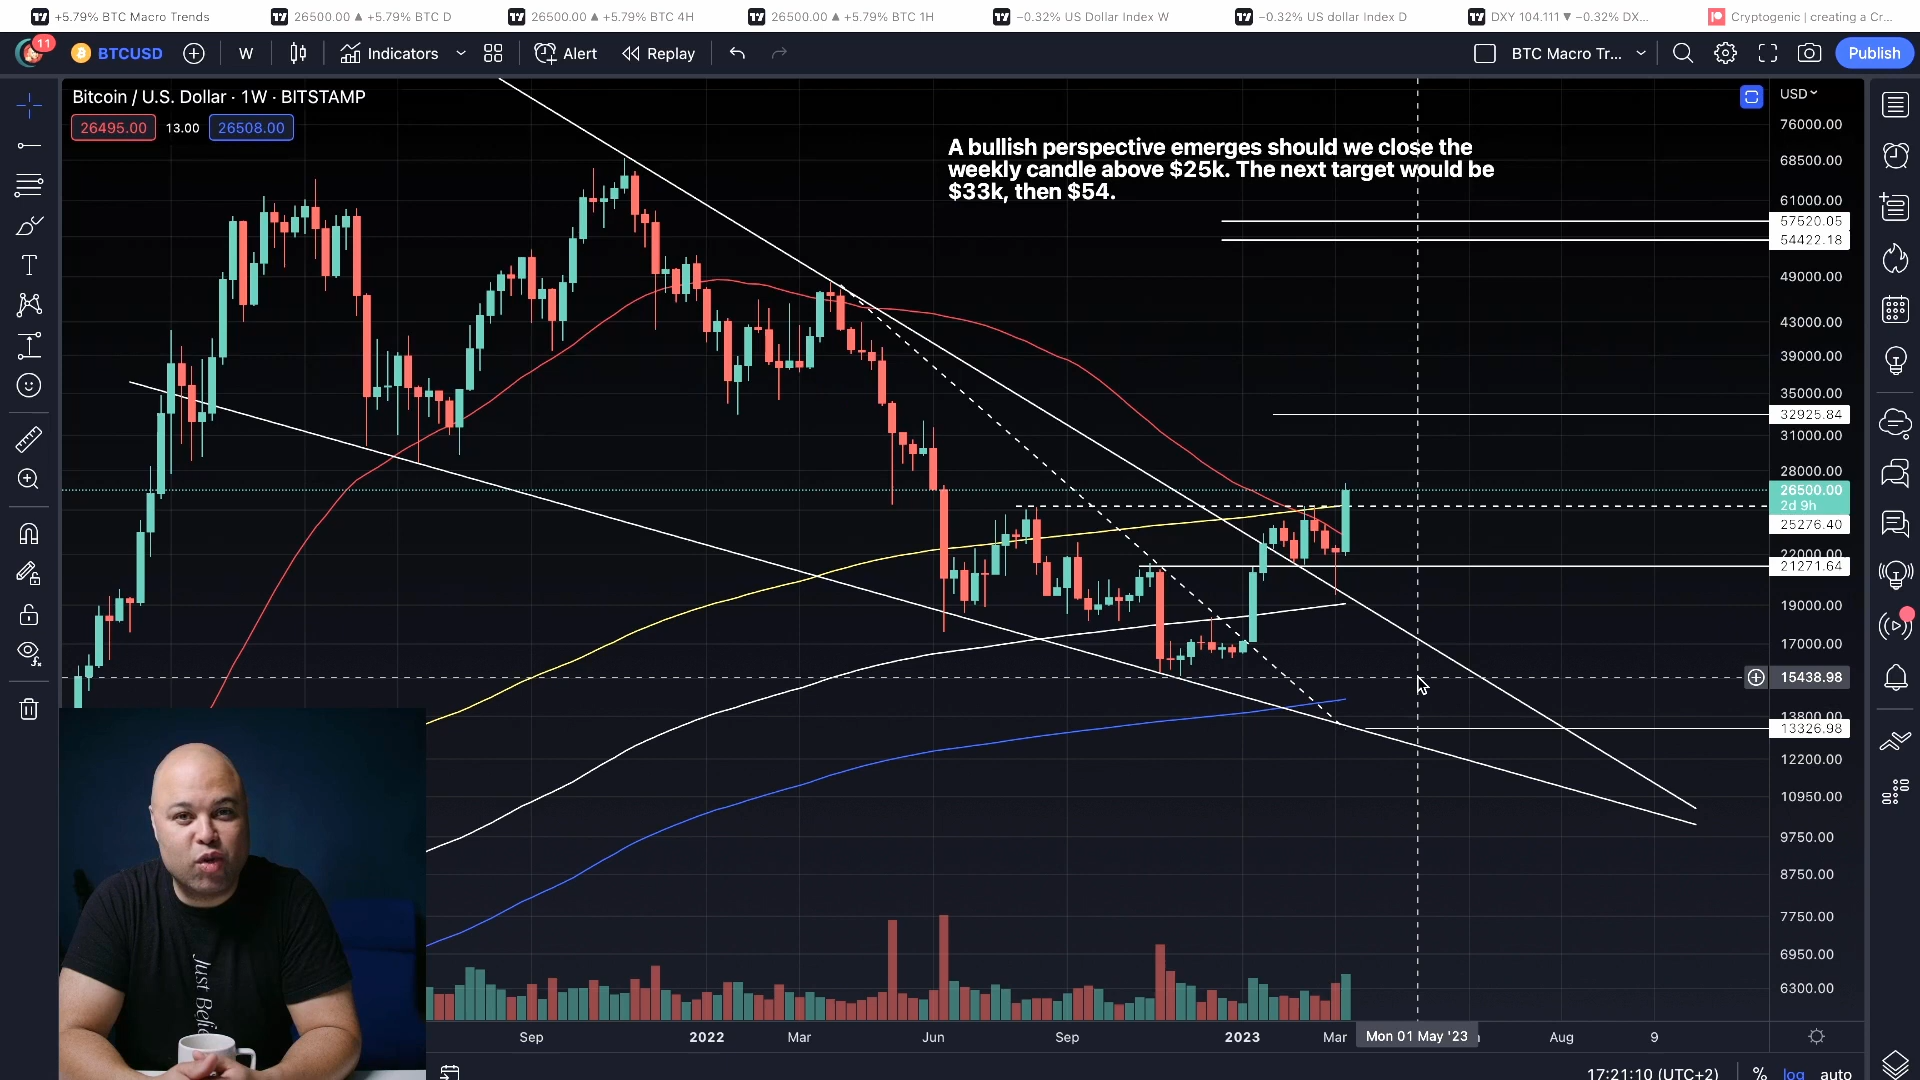 +5.79% BTC Macro Trends
26500.00 ▲ +5.79% BTC D
26500.00 ▲ +5.79% BTC 4H
26500.00 ▲ +5.79% BTC 1H
−0.32% US Dollar Index W
−0.32% US dollar Index D
DXY 104.111 ▼ −0.32% DX...
Cryptogenic | creating a Cr...
11
BTCUSD
W
Indicators
Alert
Replay
BTC Macro Tr...
Publish
Bitcoin / U.S. Dollar · 1W · BITSTAMP
26495.00 13.00 26508.00
A bullish perspective emerges should we close the
weekly candle above $25k. The next target would be
$33k, then $54.
USD
76000.00
68500.00
61000.00
57520.05
54422.18
49000.00
43000.00
39000.00
35000.00
32925.84
31000.00
28000.00
26500.00
2d 9h
25276.40
22000.00
21271.64
19000.00
17000.00
15438.98
13800.00
13326.98
12200.00
10950.00
9750.00
8750.00
7750.00
6950.00
6300.00
Just
Sep
2022
Mar
Jun
Sep
2023
Mar
Mon 01 May '23
Aug
9
17:21:10 (UTC+2)
%
log
auto